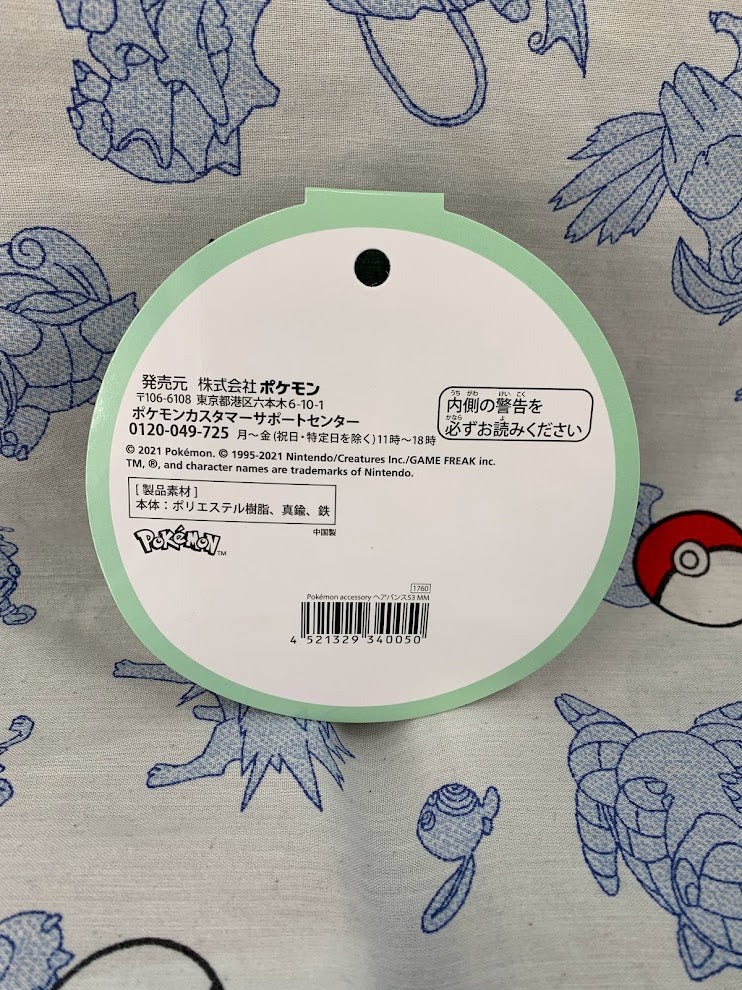 発売元 株式会社ポケモン
〒106-6108 東京都港区六本木6-10-1
ポケモンカスタマーサポートセンター
0120-049-725 月～金(祝日・特定日を除く)11時～18時
© 2021 Pokémon. © 1995-2021 Nintendo/Creatures Inc./GAME FREAK inc.
TM, ®, and character names are trademarks of Nintendo.
うち がわ けい こく
内側の警告を
かなら よ
必ずお読みください
[ 製品素材 ]
本体：ポリエステル樹脂、真鍮、鉄
中国製
POKéMON TM
1760
Pokémon accessory ヘアバンス53 MM
4 521329 340050